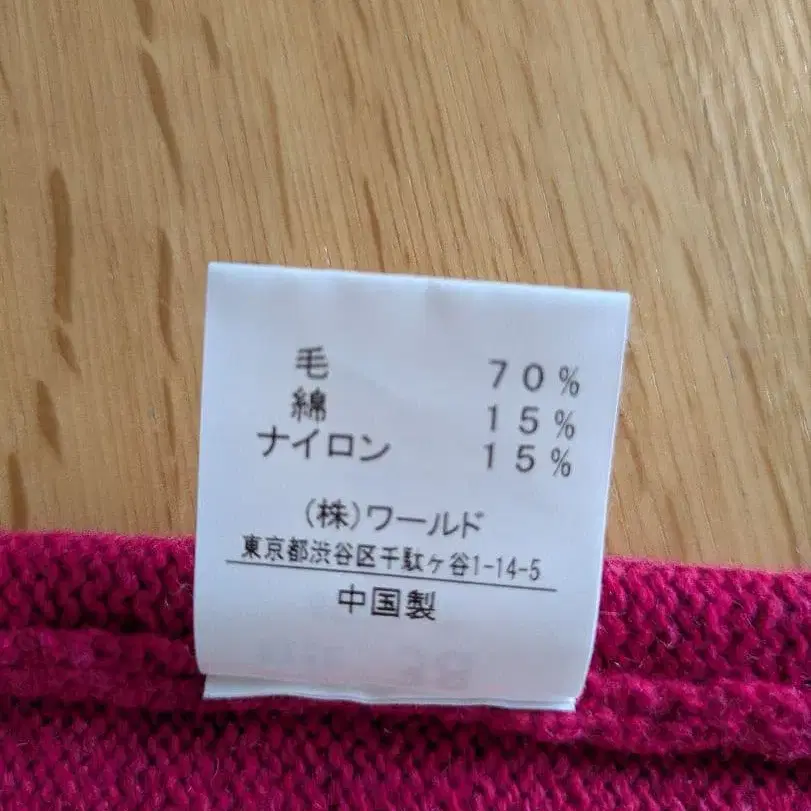 毛 70%
綿 15%
ナイロン 15%
(株)ワールド
東京都渋谷区千駄ヶ谷1-14-5
中国製